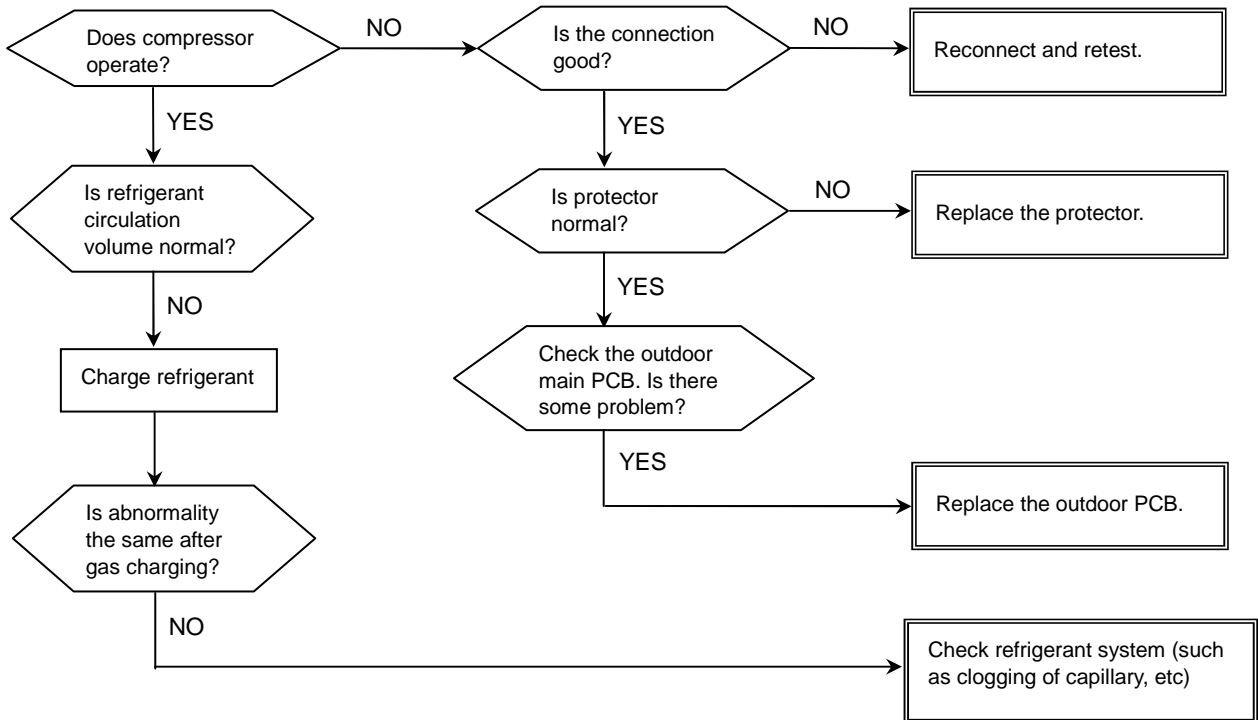 Does compressor
operate?
NO
Is the connection
good?
NO
Reconnect and retest.
YES
YES
Is refrigerant
circulation
volume normal?
Is protector
normal?
NO
Replace the protector.
NO
YES
Charge refrigerant
Check the outdoor
main PCB. Is there
some problem?
YES
Is abnormality
the same after
gas charging?
Replace the outdoor PCB.
NO
Check refrigerant system (such
as clogging of capillary, etc)